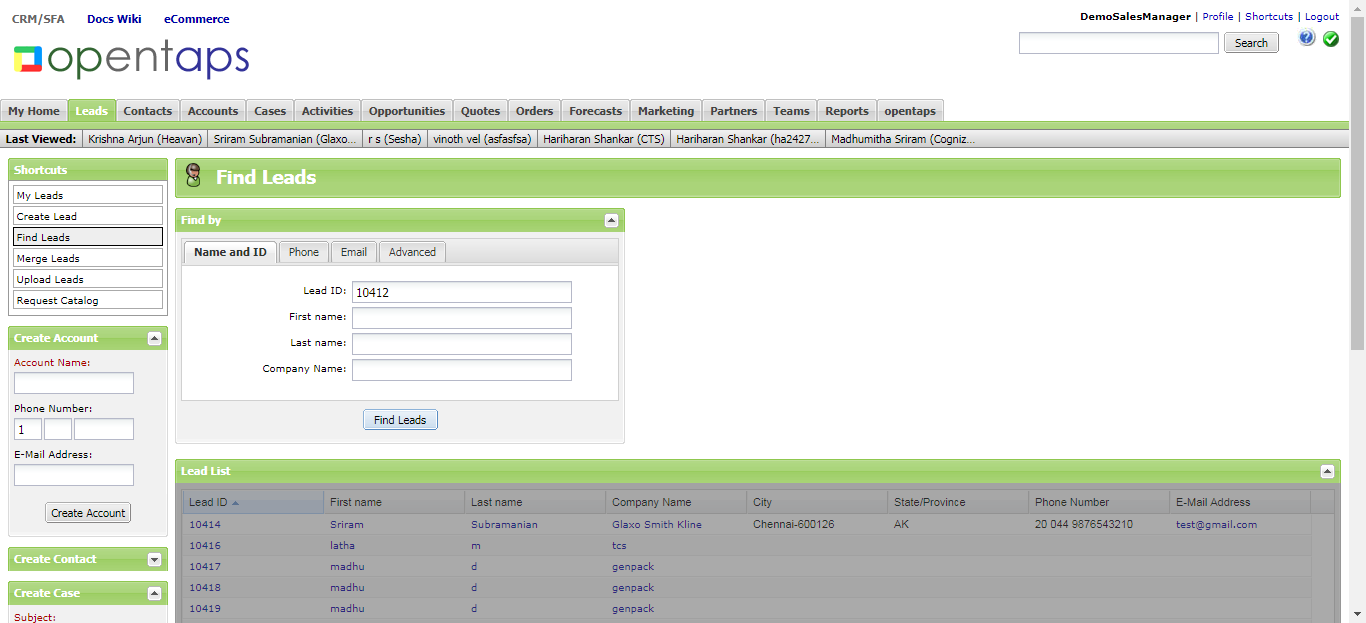 CRM/SFA Docs Wiki eCommerce
DemoSalesManager | Profile | Shortcuts | Logout
opentaps
Search
My Home Leads Contacts Accounts Cases Activities Opportunities Quotes Orders Forecasts Marketing Partners Teams Reports opentaps
Last Viewed: Krishna Arjun (Heavan) Sriram Subramanian (Glaxo... r s (Sesha) vinoth vel (asfasfsa) Hariharan Shankar (CTS) Hariharan Shankar (ha2427... Madhumitha Sriram (Cogniz...
Shortcuts
My Leads
Create Lead
Find Leads
Merge Leads
Upload Leads
Request Catalog
Create Account
Account Name:
Phone Number:
1
E-Mail Address:
Create Account
Create Contact
Create Case
Subject:
Find Leads
Find by
Name and ID Phone Email Advanced
Lead ID: 10412
First name:
Last name:
Company Name:
Find Leads
Lead List
Lead ID First name Last name Company Name City State/Province Phone Number E-Mail Address
10414 Sriram Subramanian Glaxo Smith Kline Chennai-600126 AK 20 044 9876543210 test@gmail.com
10416 latha m tcs
10417 madhu d genpack
10418 madhu d genpack
10419 madhu d genpack